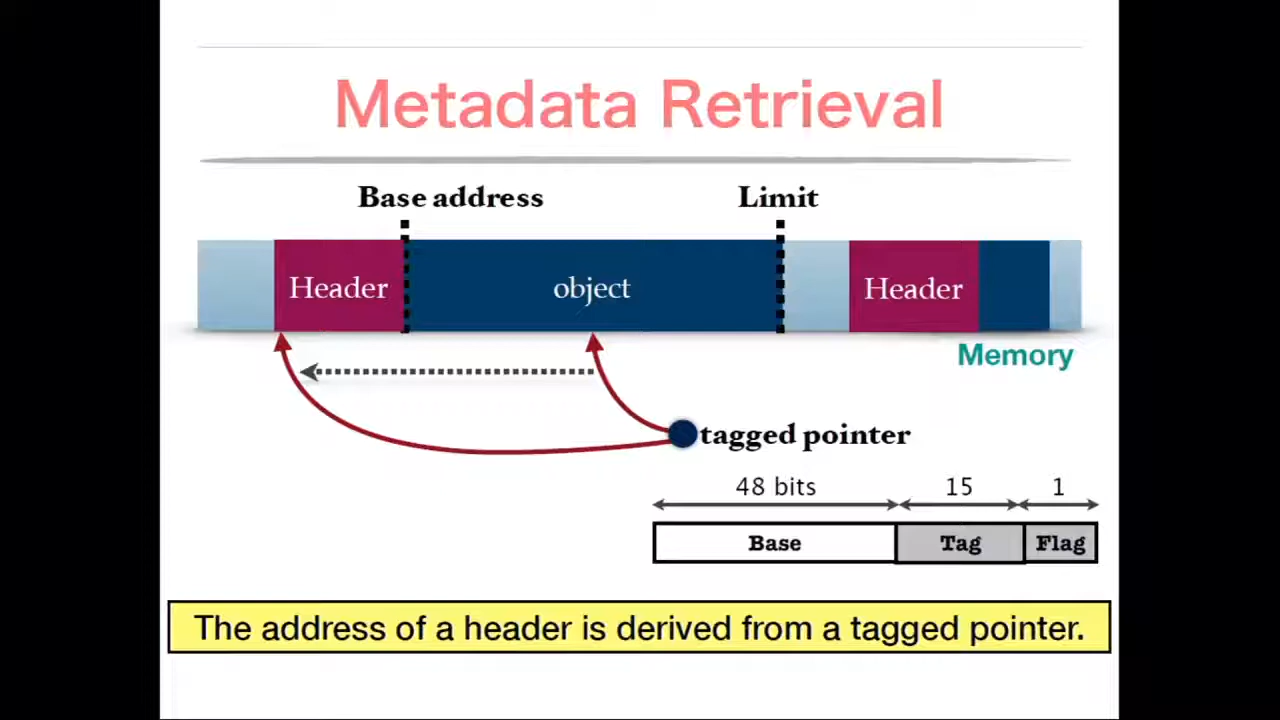 Metadata Retrieval
Base address
Limit
Header
object
Header
Memory
tagged pointer
48 bits
15
1
Base
Tag
Flag
The address of a header is derived from a tagged pointer.